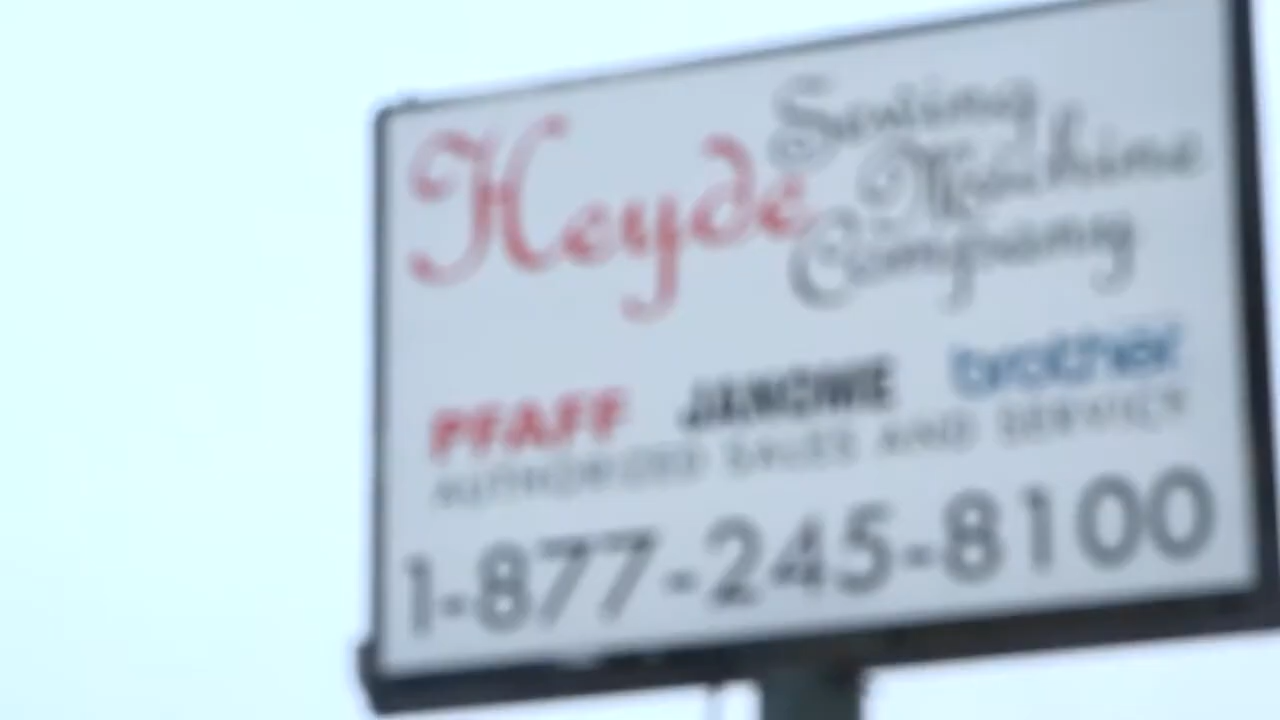 Heyde Sewing Machine Company
PFAFF JANOME brother
AUTHORIZED SALES AND SERVICE
1-877-245-8100